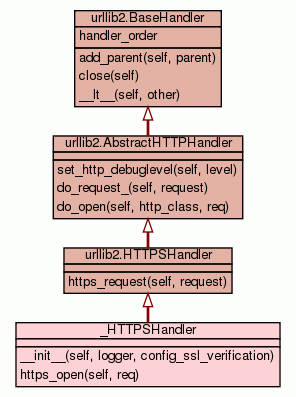 urllib2.BaseHandler
handler_order
add_parent(self, parent)
close(self)
__lt__(self, other)
urllib2.AbstractHTTPHandler
set_http_debuglevel(self, level)
do_request_(self, request)
do_open(self, http_class, req)
urllib2.HTTPSHandler
https_request(self, request)
_HTTPSHandler
__init__(self, logger, config_ssl_verification)
https_open(self, req)